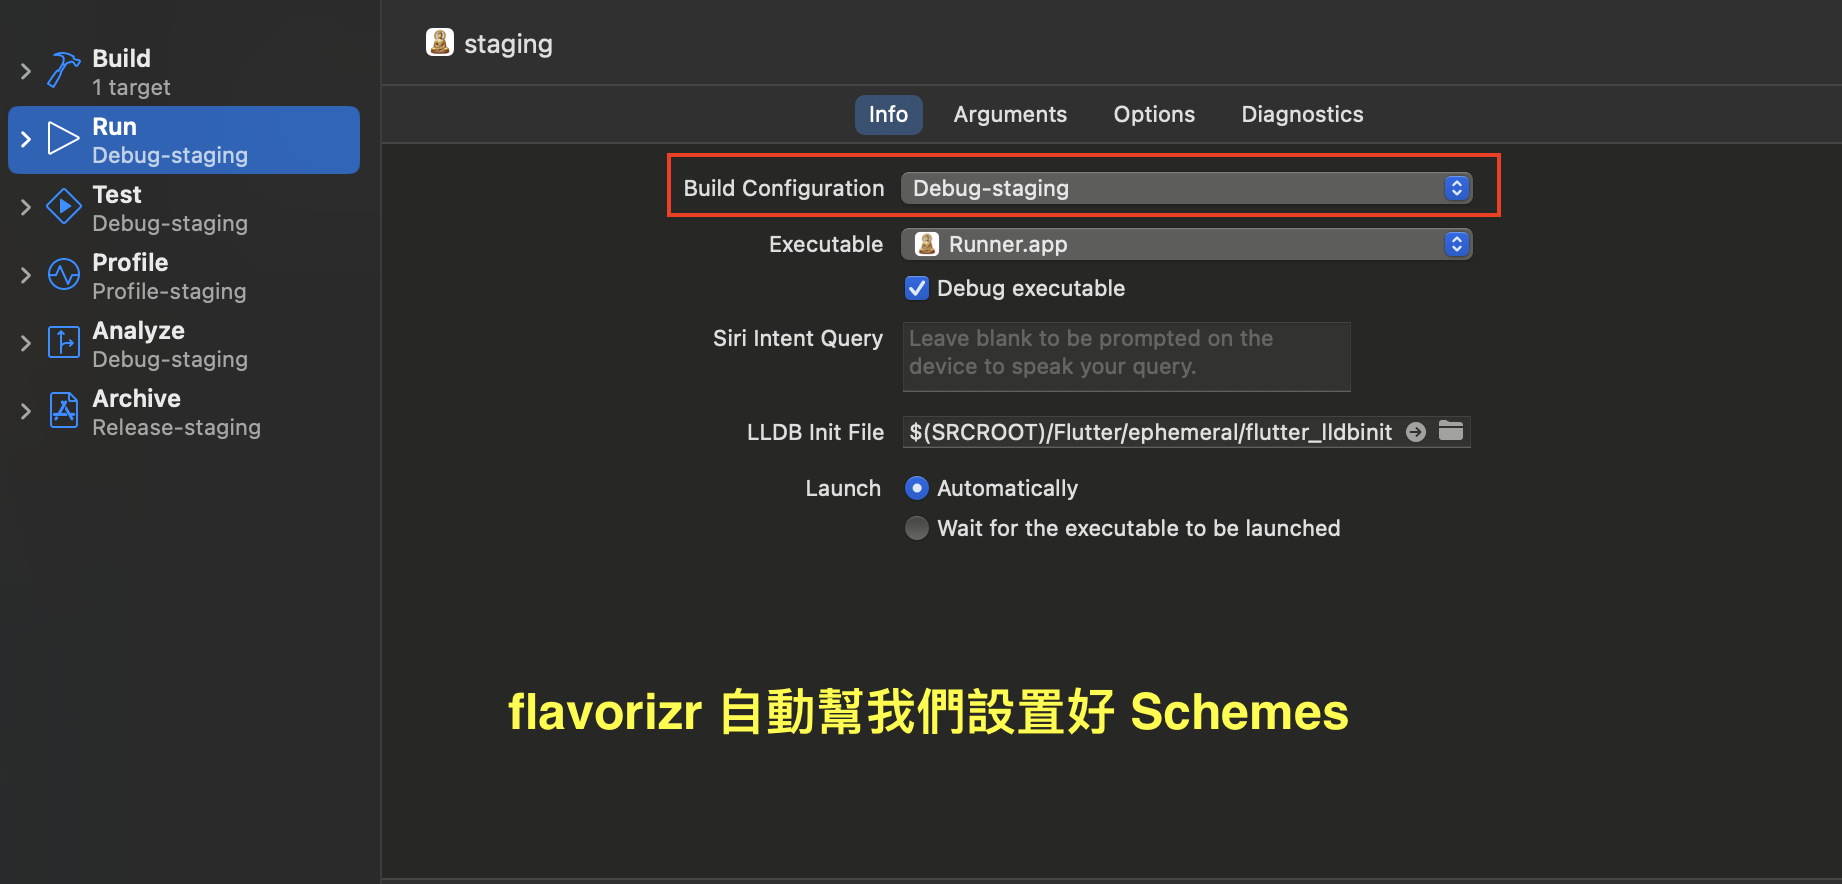 Build
1 target
Run
Debug-staging
Test
Debug-staging
Profile
Profile-staging
Analyze
Debug-staging
Archive
Release-staging
staging
Info Arguments Options Diagnostics
Build Configuration Debug-staging
Executable Runner.app
Debug executable
Siri Intent Query Leave blank to be prompted on the
device to speak your query.
LLDB Init File $(SRCROOT)/Flutter/ephemeral/flutter_lldbinit
Launch Automatically
Wait for the executable to be launched
flavorizr 自動幫我們設置好 Schemes